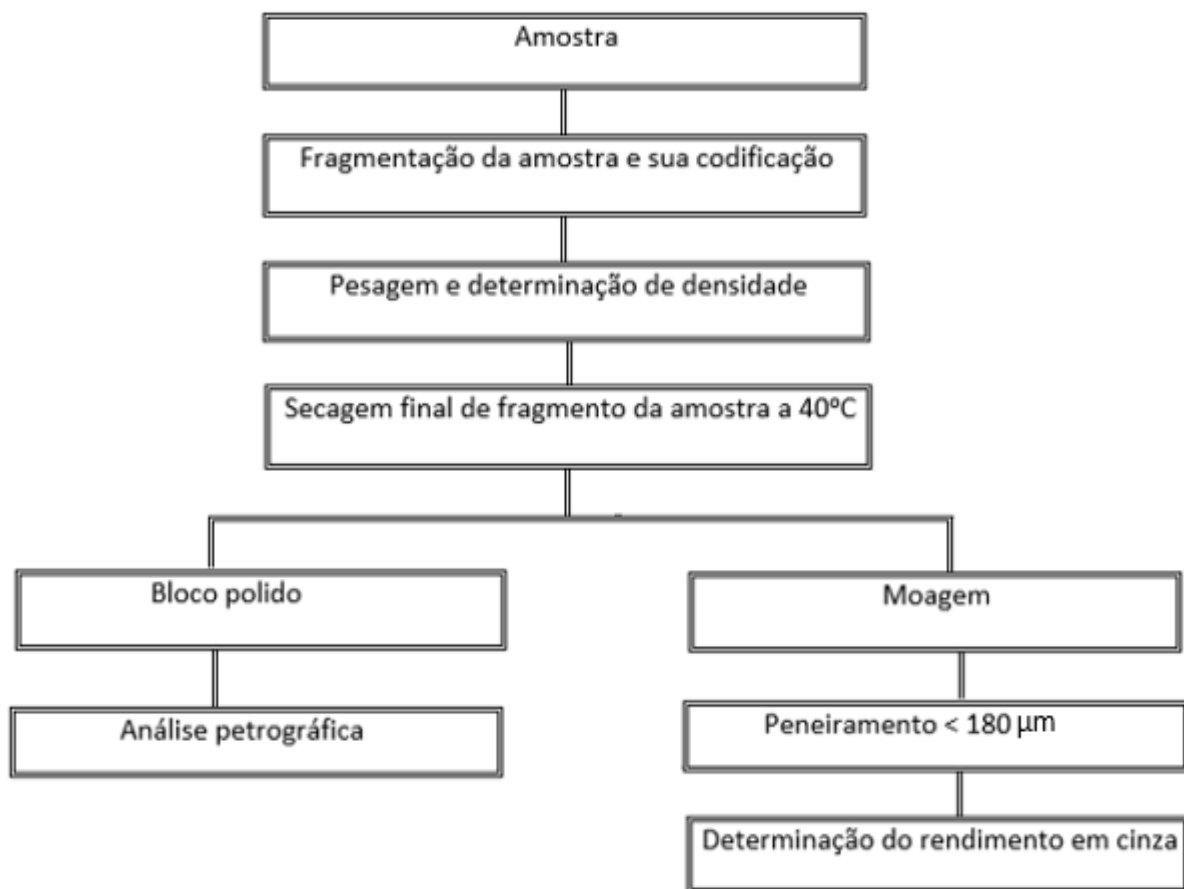 Amostra
Fragmentação da amostra e sua codificação
Pesagem e determinação de densidade
Secagem final de fragmento da amostra a 40ºC
Bloco polido
Análise petrográfica
Moagem
Peneiramento < 180 μm
Determinação do rendimento em cinza